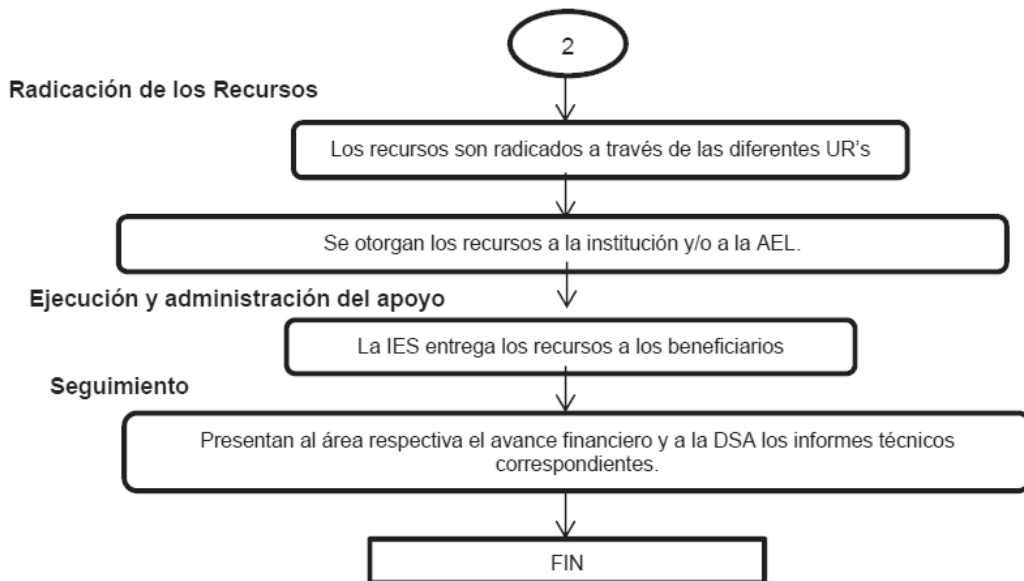 2
Radicación de los Recursos
Los recursos son radicados a través de las diferentes UR's
Se otorgan los recursos a la institución y/o a la AEL.
Ejecución y administración del apoyo
La IES entrega los recursos a los beneficiarios
Seguimiento
Presentan al área respectiva el avance financiero y a la DSA los informes técnicos
correspondientes.
FIN